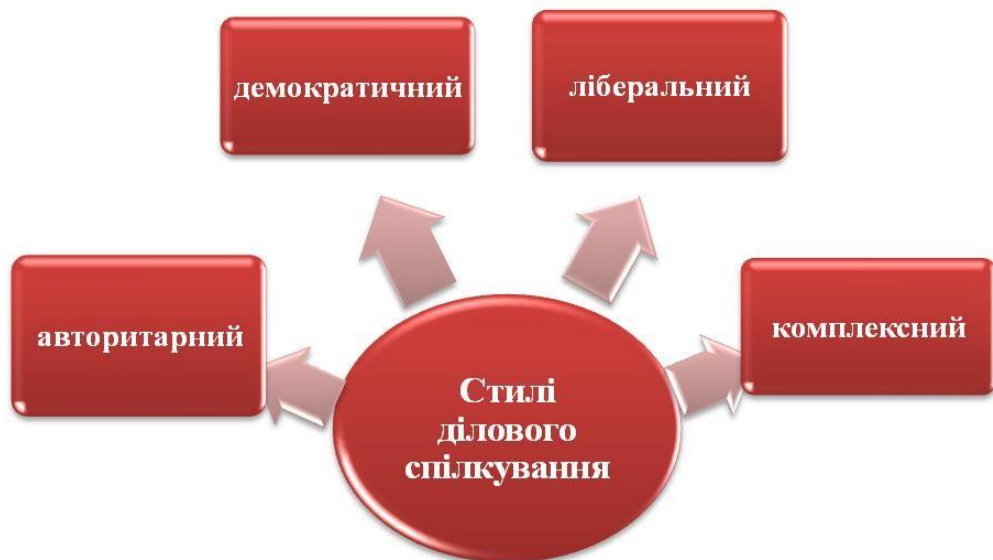 демократичний
ліберальний
авторитарний
комплексний
Стилі
ділового
спілкування